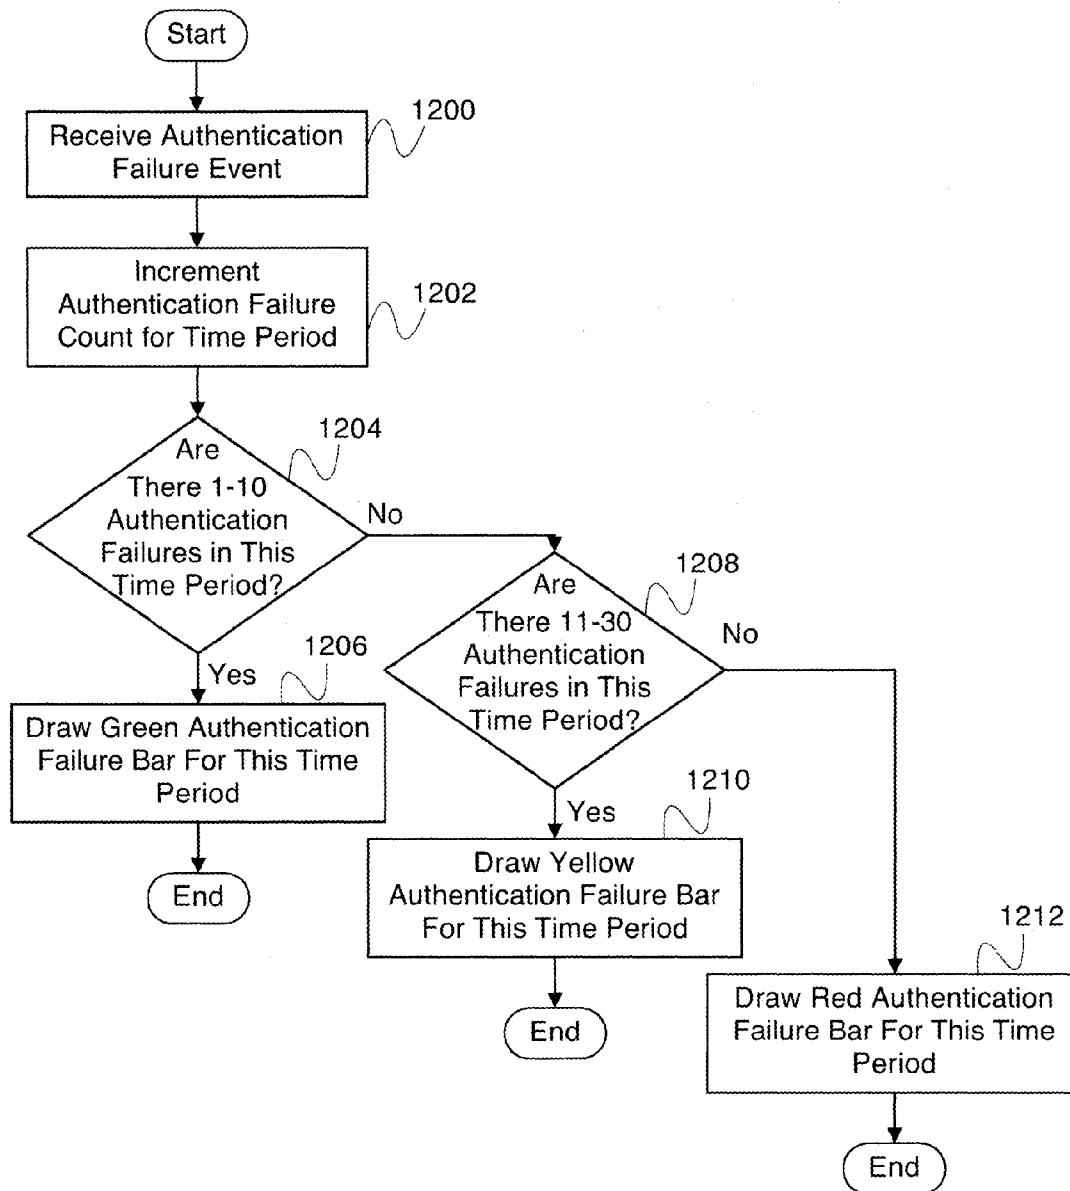 Start
1200
Receive Authentication
Failure Event
Increment
Authentication Failure
Count for Time Period
1202
1204
Are
There 1-10
Authentication
Failures in This
Time Period?
No
Yes
1206
Draw Green Authentication
Failure Bar For This Time
Period
End
1208
Are
There 11-30
Authentication
Failures in This
Time Period?
No
Yes
1210
Draw Yellow
Authentication Failure Bar
For This Time Period
End
1212
Draw Red Authentication
Failure Bar For This Time
Period
End